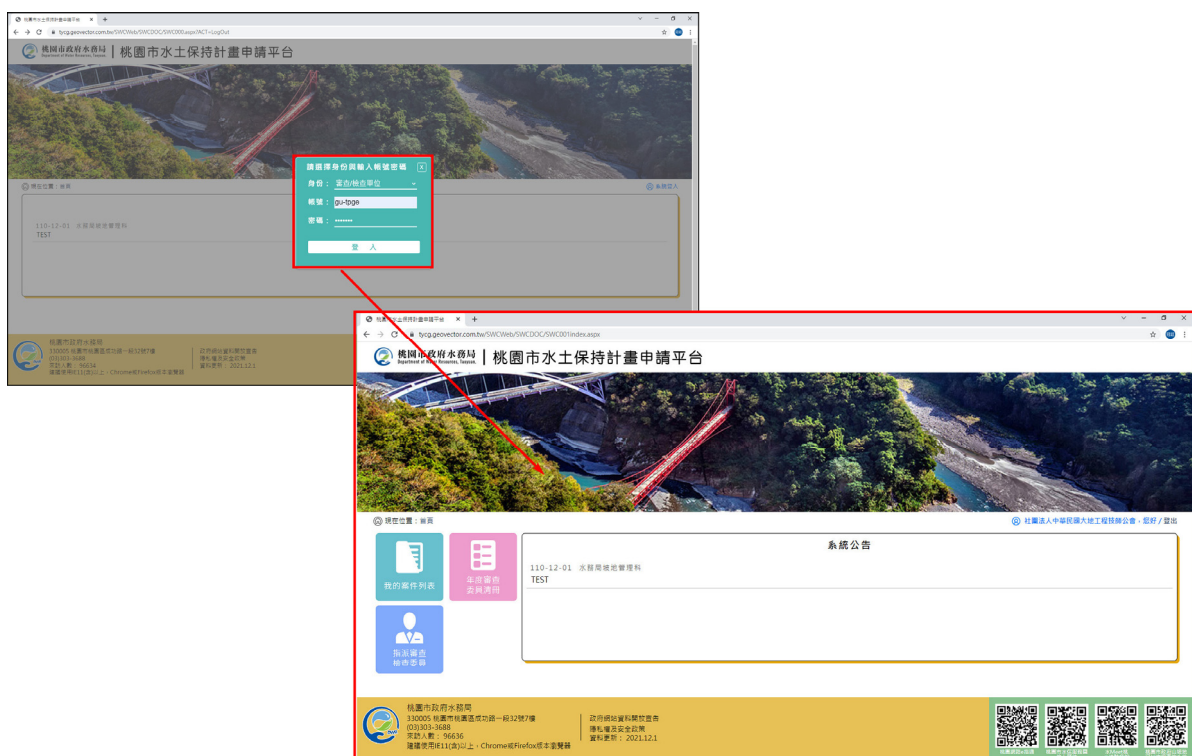 桃園市水土保持計畫申請平台
tycg.geovector.com.tw/SWCWeb/SWCDOC/SWC000.aspx?ACT=LogOut
桃園市政府水務局
Department of Water Resources, Taoyuan
桃園市水土保持計畫申請平台
請選擇身份與輸入帳號密碼 X
身份： 審查/檢查單位
帳號： gu-tpge
密碼： •••••••
登 入
現在位置：首頁
系統登入
110-12-01 水務局坡地管理科
TEST
桃園市政府水務局
330005 桃園市桃園區成功路一段32號7樓
(03)303-3688
來訪人數： 96634
建議使用IE11(含)以上、Chrome或Firefox版本瀏覽器
政府網站資料開放宣告
隱私權及安全政策
資料更新： 2021.12.1
桃園市水土保持計畫申請平台
tycg.geovector.com.tw/SWCWeb/SWCDOC/SWC001index.aspx
桃園市政府水務局
Department of Water Resources, Taoyuan
桃園市水土保持計畫申請平台
現在位置：首頁
社團法人中華民國大地工程技師公會，您好 / 登出
我的案件列表
年度審查
委員清冊
指派審查
檢查委員
系統公告
110-12-01 水務局坡地管理科
TEST
桃園市政府水務局
330005 桃園市桃園區成功路一段32號7樓
(03)303-3688
來訪人數： 96636
建議使用IE11(含)以上、Chrome或Firefox版本瀏覽器
政府網站資料開放宣告
隱私權及安全政策
資料更新： 2021.12.1